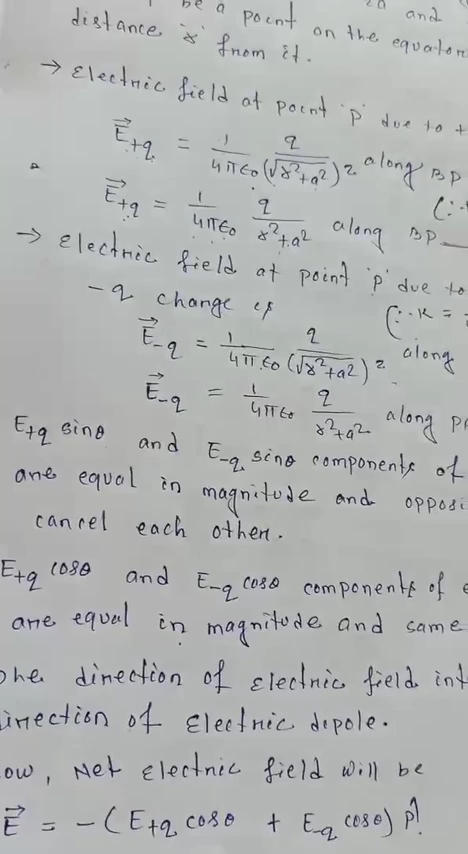 be a point 2a and
distance 'r' from it. on the equator
→ Electric field at point 'P' due to +
E⃗+q = 1/4πε₀ q/(√r²+a²)² along BP
E⃗+q = 1/4πε₀ q/r²+a² along BP
→ Electric field at point 'P' due to
-q change is (∵ K =
E⃗-q = 1/4πε₀ q/(√r²+a²)² along
E⃗-q = 1/4πε₀ q/r²+a² along
E+q sinθ and E-q sinθ components of
are equal in magnitude and opposi
cancel each other.
E+q cosθ and E-q cosθ components of
are equal in magnitude and same
The direction of electric field int
direction of electric dipole.
ow, Net electric field will be
E⃗ = -(E+q cosθ + E-q cosθ) P̂